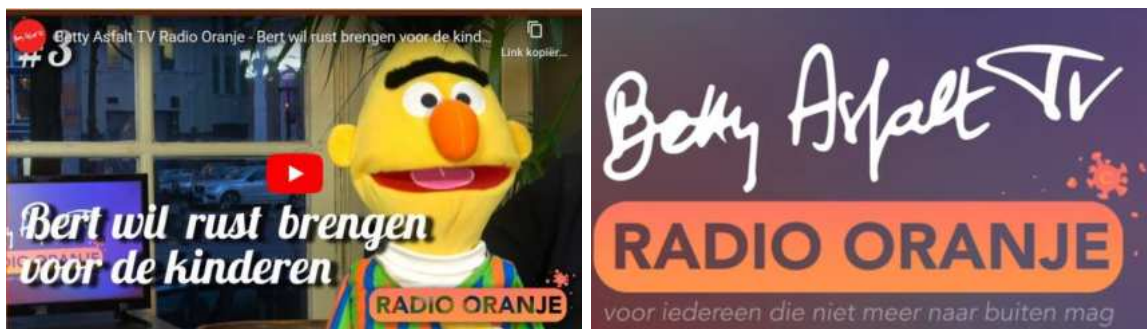 Betty Asfalt TV Radio Oranje - Bert wil rust brengen voor de kind...
Link kopiër...
#3
Bert wil rust brengen
voor de kinderen
RADIO ORANJE
Betty Asfalt TV
RADIO ORANJE
voor iedereen die niet meer naar buiten mag